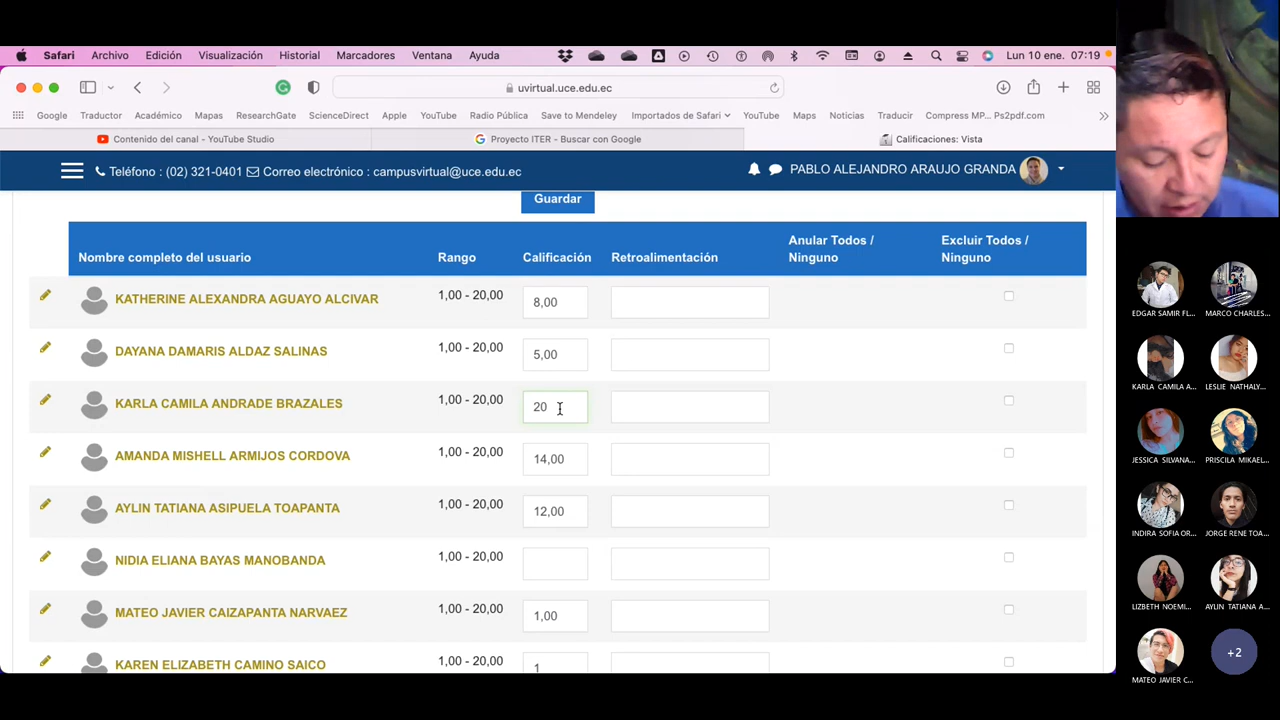 Safari Archivo Edición Visualización Historial Marcadores Ventana Ayuda Lun 10 ene. 07:19
uvirtual.uce.edu.ec
Google Traductor Académico Mapas ResearchGate ScienceDirect Apple YouTube Radio Pública Save to Mendeley Importados de Safari YouTube Maps Noticias Traducir Compress MP... Ps2pdf.com
Contenido del canal - YouTube Studio Proyecto ITER - Buscar con Google Calificaciones: Vista
Teléfono : (02) 321-0401 Correo electrónico : campusvirtual@uce.edu.ec PABLO ALEJANDRO ARAUJO GRANDA
Guardar
Nombre completo del usuario Rango Calificación Retroalimentación Anular Todos / Ninguno Excluir Todos / Ninguno
KATHERINE ALEXANDRA AGUAYO ALCIVAR 1,00 - 20,00 8,00
DAYANA DAMARIS ALDAZ SALINAS 1,00 - 20,00 5,00
KARLA CAMILA ANDRADE BRAZALES 1,00 - 20,00 20
AMANDA MISHELL ARMIJOS CORDOVA 1,00 - 20,00 14,00
AYLIN TATIANA ASIPUELA TOAPANTA 1,00 - 20,00 12,00
NIDIA ELIANA BAYAS MANOBANDA 1,00 - 20,00
MATEO JAVIER CAIZAPANTA NARVAEZ 1,00 - 20,00 1,00
KAREN ELIZABETH CAMINO SAICO 1,00 - 20,00 1
EDGAR SAMIR FL... MARCO CHARLES...
KARLA CAMILA A... LESLIE NATHALY...
JESSICA SILVANA... PRISCILA MIKAEL...
INDIRA SOFIA OR... JORGE RENE TOA...
LIZBETH NOEMI... AYLIN TATIANA A...
MATEO JAVIER C... +2